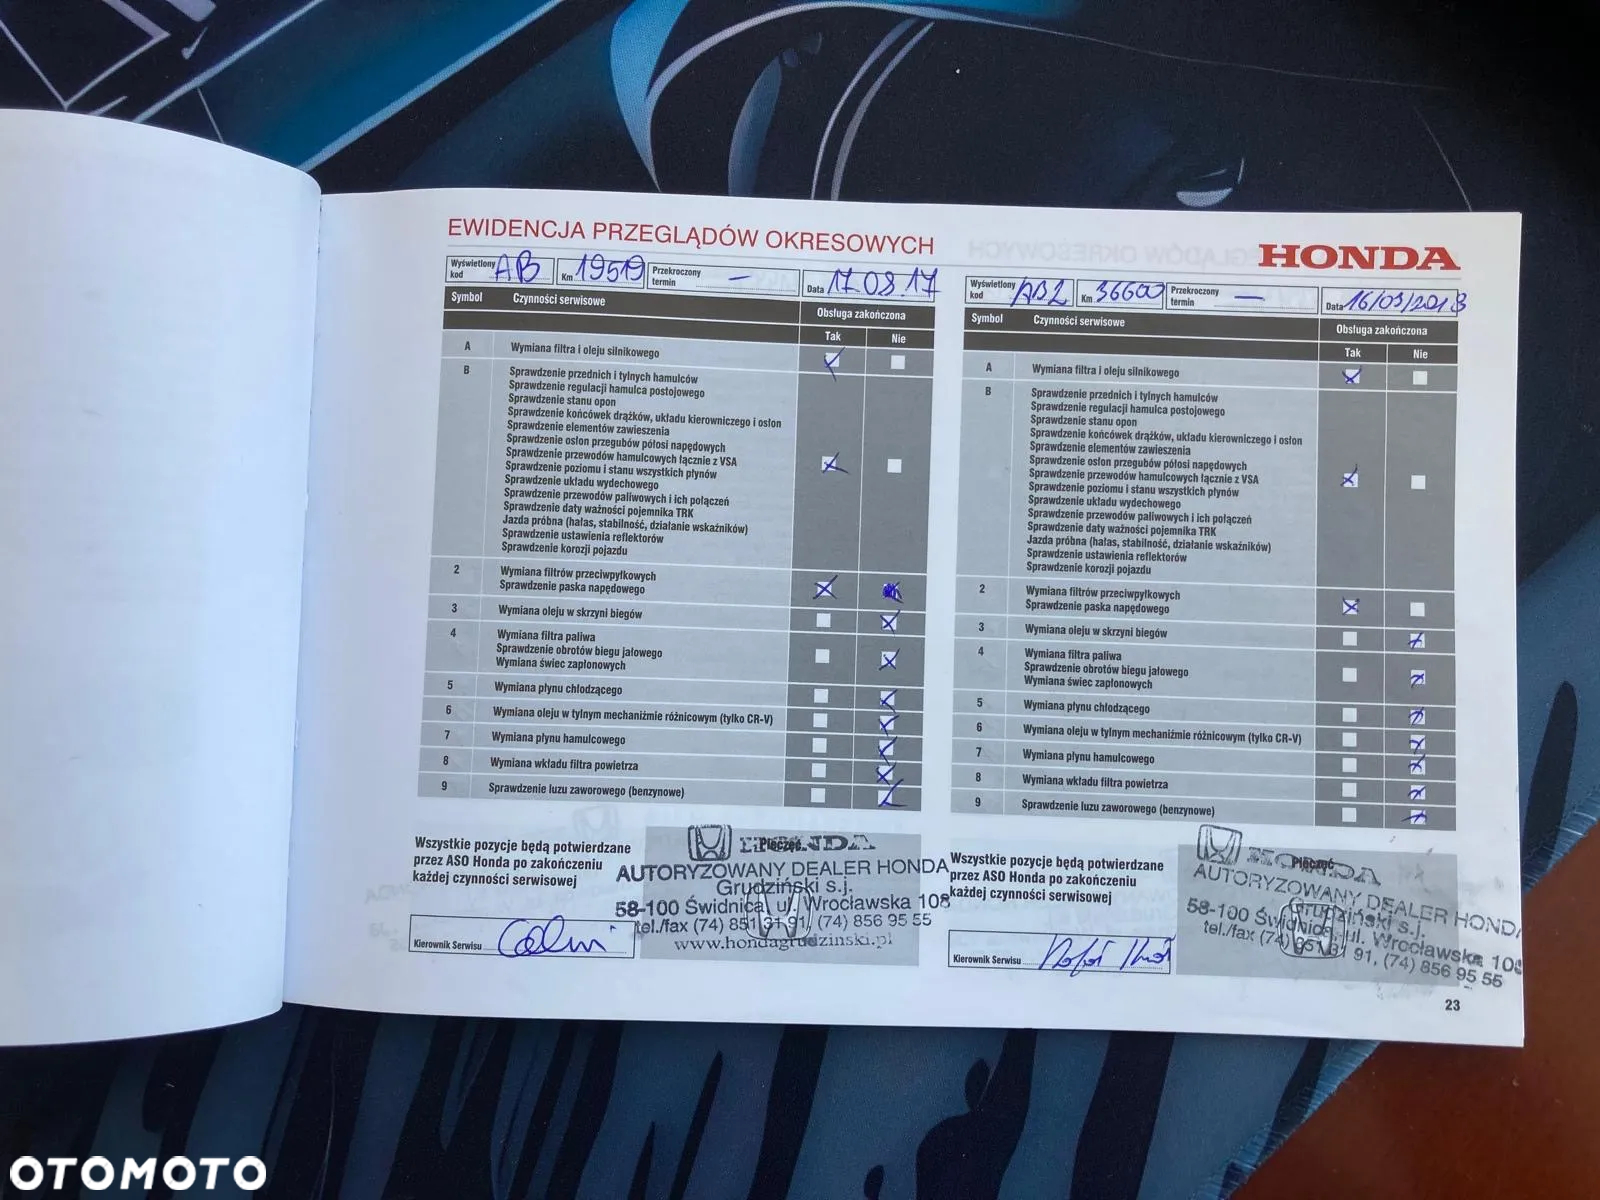 EWIDENCJA PRZEGLĄDÓW OKRESOWYCH
HONDA
Wyświetlony kod AB Km 19519 Przekroczony termin — Data 17.08.17
Symbol Czynności serwisowe Obsługa zakończona
Tak Nie
A Wymiana filtra i oleju silnikowego
B Sprawdzenie przednich i tylnych hamulców
Sprawdzenie regulacji hamulca postojowego
Sprawdzenie stanu opon
Sprawdzenie końcówek drążków, układu kierowniczego i osłon
Sprawdzenie elementów zawieszenia
Sprawdzenie osłon przegubów półosi napędowych
Sprawdzenie przewodów hamulcowych łącznie z VSA
Sprawdzenie poziomu i stanu wszystkich płynów
Sprawdzenie układu wydechowego
Sprawdzenie przewodów paliwowych i ich połączeń
Sprawdzenie daty ważności pojemnika TRK
Jazda próbna (hałas, stabilność, działanie wskaźników)
Sprawdzenie ustawienia reflektorów
Sprawdzenie korozji pojazdu
2 Wymiana filtrów przeciwpyłkowych
Sprawdzenie paska napędowego
3 Wymiana oleju w skrzyni biegów
4 Wymiana filtra paliwa
Sprawdzenie obrotów biegu jałowego
Wymiana świec zapłonowych
5 Wymiana płynu chłodzącego
6 Wymiana oleju w tylnym mechaniźmie różnicowym (tylko CR-V)
7 Wymiana płynu hamulcowego
8 Wymiana wkładu filtra powietrza
9 Sprawdzenie luzu zaworowego (benzynowe)
Wszystkie pozycje będą potwierdzane
przez ASO Honda po zakończeniu
każdej czynności serwisowej
Kierownik Serwisu
Pieczęć
HONDA
AUTORYZOWANY DEALER HONDA
Grudziński s.j.
58-100 Świdnica, ul. Wrocławska 108
tel./fax (74) 851 31 91, (74) 856 95 55
www.hondagrudzinski.pl
Wyświetlony kod AB2 Km 36600 Przekroczony termin — Data 16/03/2018
Symbol Czynności serwisowe Obsługa zakończona
Tak Nie
A Wymiana filtra i oleju silnikowego
B Sprawdzenie przednich i tylnych hamulców
Sprawdzenie regulacji hamulca postojowego
Sprawdzenie stanu opon
Sprawdzenie końcówek drążków, układu kierowniczego i osłon
Sprawdzenie elementów zawieszenia
Sprawdzenie osłon przegubów półosi napędowych
Sprawdzenie przewodów hamulcowych łącznie z VSA
Sprawdzenie poziomu i stanu wszystkich płynów
Sprawdzenie układu wydechowego
Sprawdzenie przewodów paliwowych i ich połączeń
Sprawdzenie daty ważności pojemnika TRK
Jazda próbna (hałas, stabilność, działanie wskaźników)
Sprawdzenie ustawienia reflektorów
Sprawdzenie korozji pojazdu
2 Wymiana filtrów przeciwpyłkowych
Sprawdzenie paska napędowego
3 Wymiana oleju w skrzyni biegów
4 Wymiana filtra paliwa
Sprawdzenie obrotów biegu jałowego
Wymiana świec zapłonowych
5 Wymiana płynu chłodzącego
6 Wymiana oleju w tylnym mechaniźmie różnicowym (tylko CR-V)
7 Wymiana płynu hamulcowego
8 Wymiana wkładu filtra powietrza
9 Sprawdzenie luzu zaworowego (benzynowe)
Wszystkie pozycje będą potwierdzane
przez ASO Honda po zakończeniu
każdej czynności serwisowej
Kierownik Serwisu
Pieczęć
HONDA
AUTORYZOWANY DEALER HONDA
Grudziński s.j.
58-100 Świdnica, ul. Wrocławska 108
tel./fax (74) 851 31 91, (74) 856 95 55
23
OTOMOTO